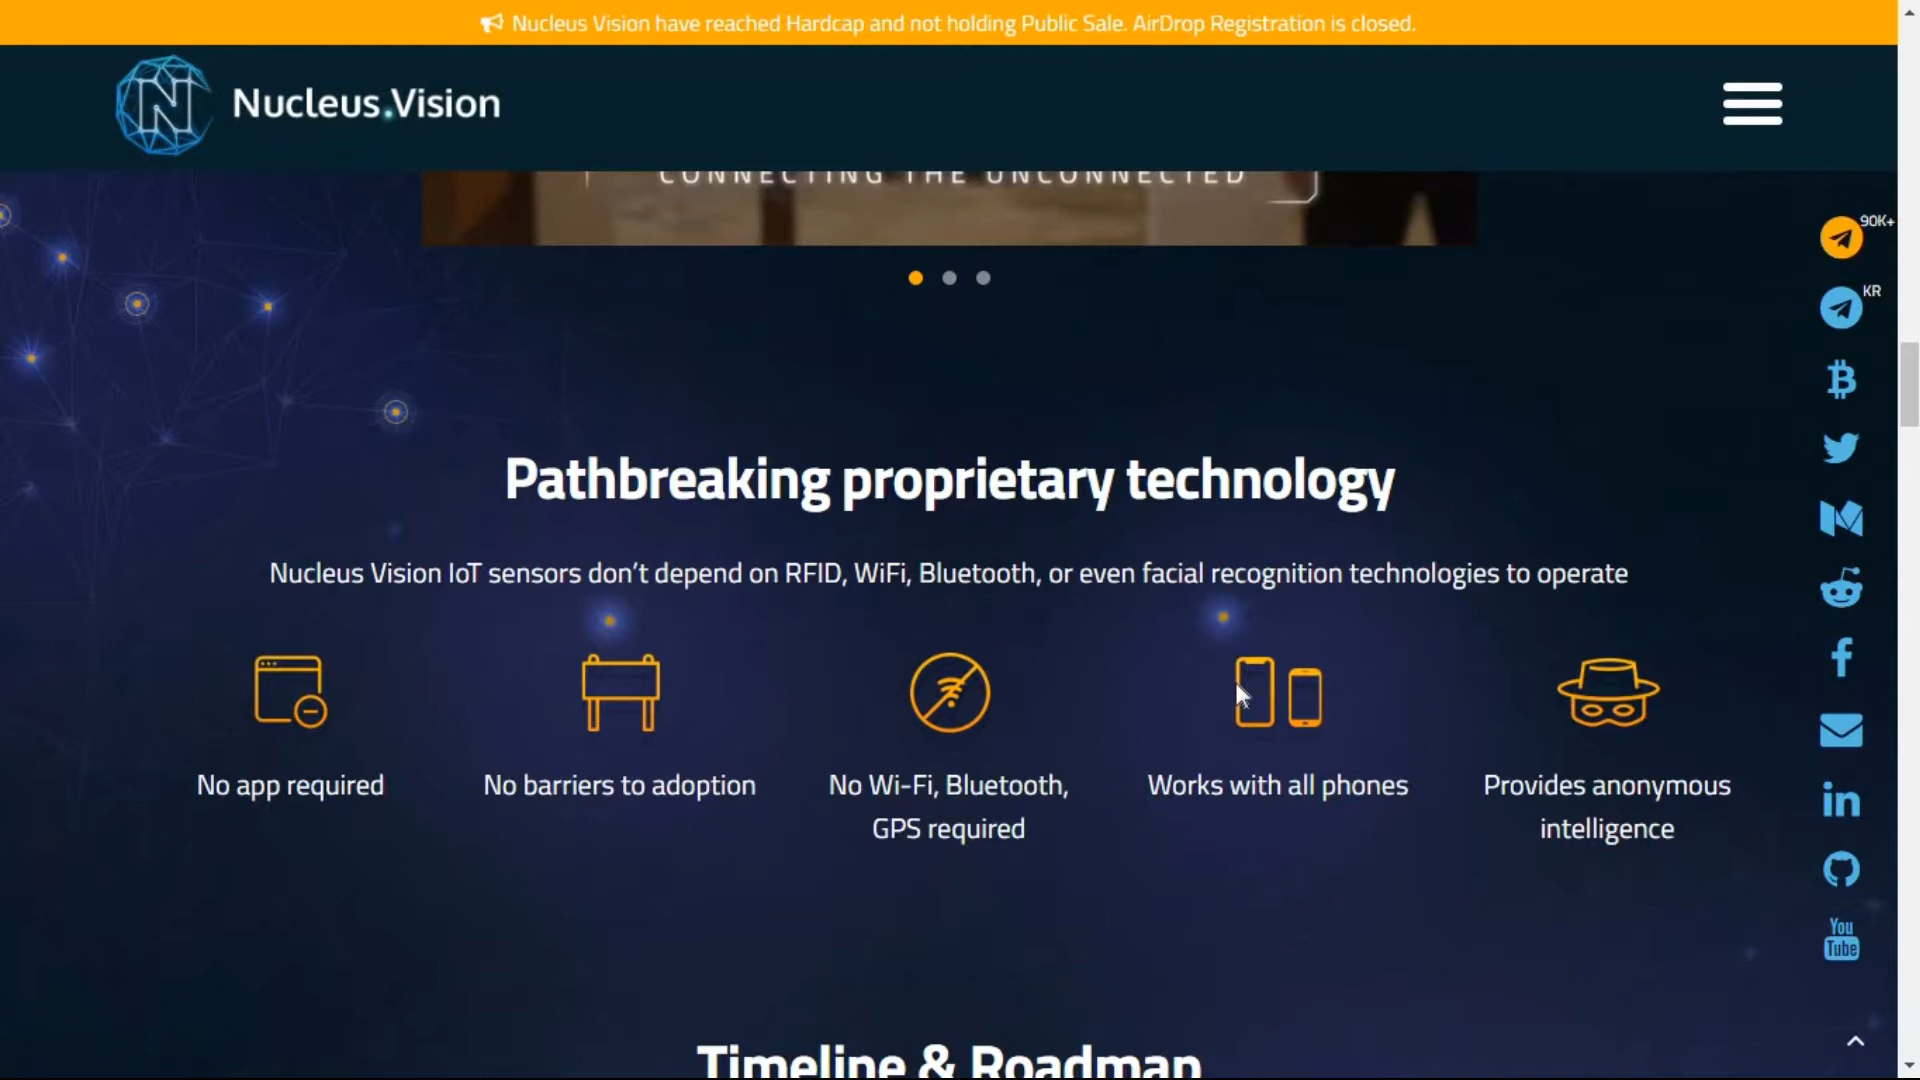 Nucleus Vision have reached Hardcap and not holding Public Sale. AirDrop Registration is closed.
N Nucleus.Vision
CONNECTING THE UNCONNECTED
90K+
KR
Pathbreaking proprietary technology
Nucleus Vision IoT sensors don’t depend on RFID, WiFi, Bluetooth, or even facial recognition technologies to operate
No app required
No barriers to adoption
No Wi-Fi, Bluetooth,
GPS required
Works with all phones
Provides anonymous
intelligence
You
Tube
Timeline & Roadmap